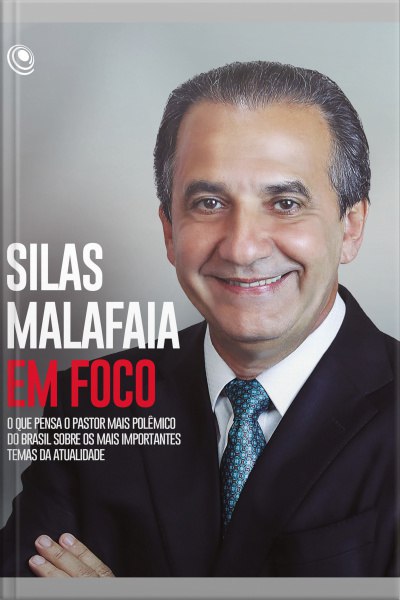 SILAS
MALAFAIA
EM FOCO
O QUE PENSA O PASTOR MAIS POLÊMICO
DO BRASIL SOBRE OS MAIS IMPORTANTES
TEMAS DA ATUALIDADE